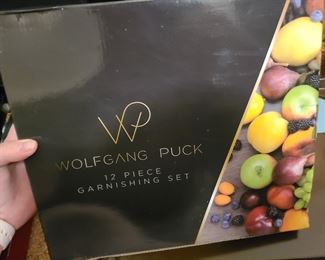 WP
WOLFGANG PUCK
12 PIECE
GARNISHING SET